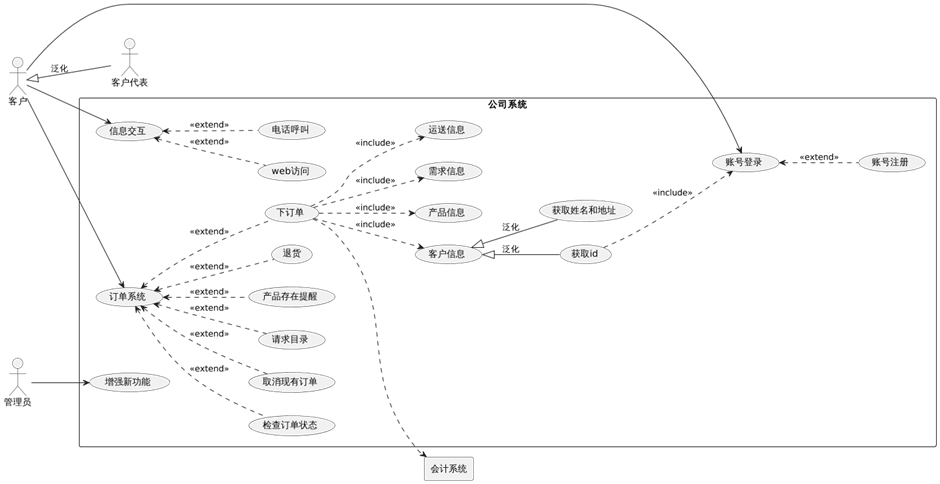 公司系统
泛化
客户代表
客户
信息交互
«extend»
电话呼叫
«extend»
web访问
«include»
运送信息
«include»
需求信息
下订单
«include»
产品信息
«include»
客户信息
泛化
获取姓名和地址
泛化
获取id
«include»
账号登录
«extend»
账号注册
«extend»
退货
«extend»
订单系统
产品存在提醒
«extend»
请求目录
«extend»
取消现有订单
«extend»
检查订单状态
管理员
增强新功能
会计系统